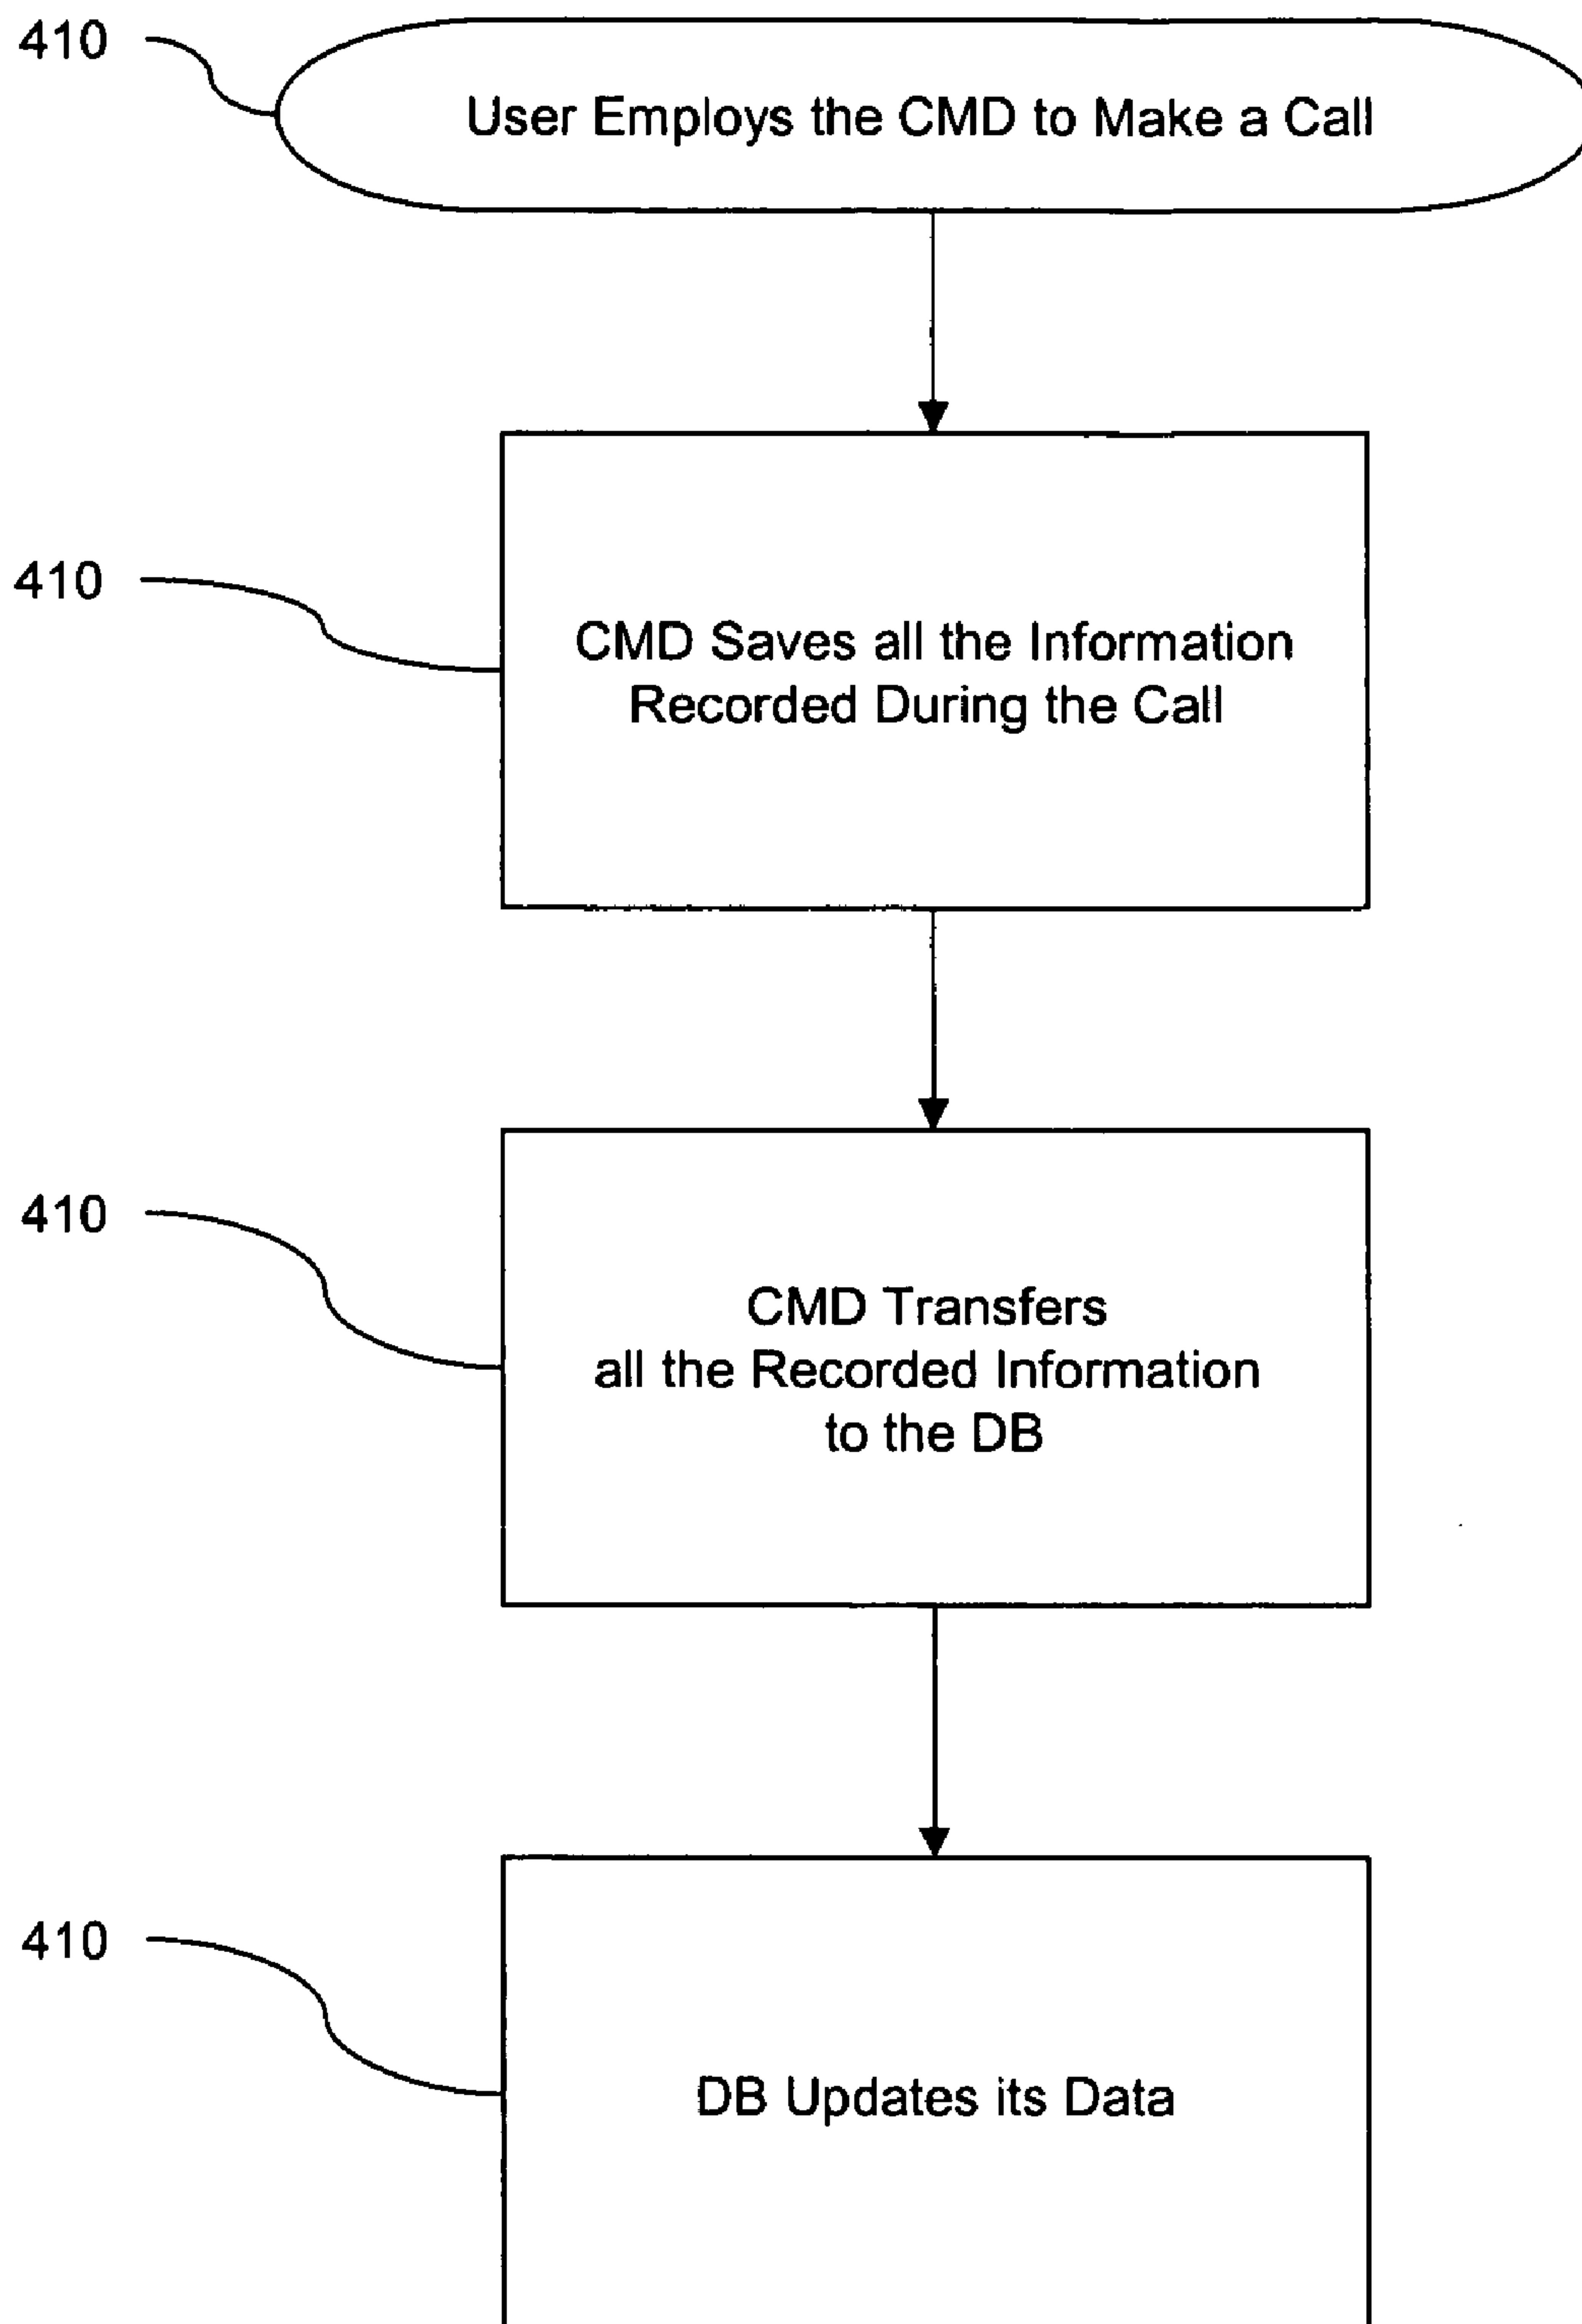 410
User Employs the CMD to Make a Call
410
CMD Saves all the Information
Recorded During the Call
410
CMD Transfers
all the Recorded Information
to the DB
410
DB Updates its Data